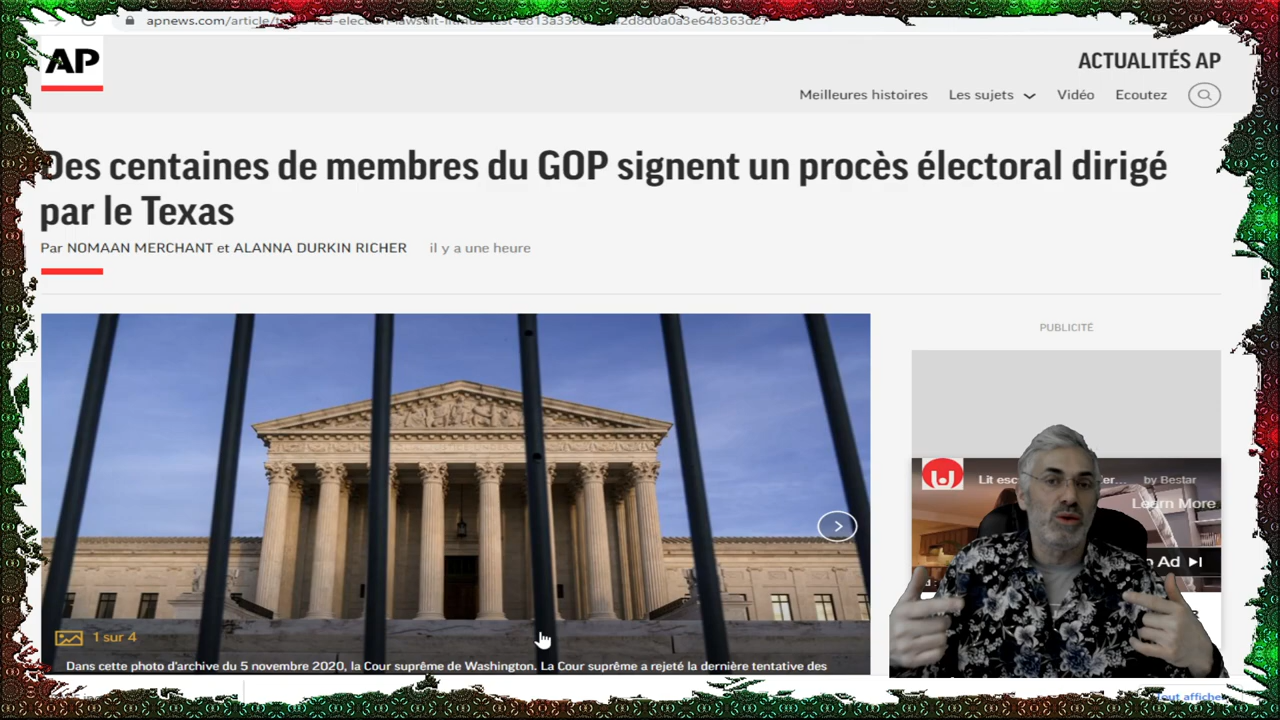 AP
ACTUALITÉS AP
Meilleures histoires Les sujets Vidéo Ecoutez
Des centaines de membres du GOP signent un procès électoral dirigé
par le Texas
Par NOMAAN MERCHANT et ALANNA DURKIN RICHER il y a une heure
PUBLICITÉ
Lit by Bestar
Learn More
Ad
1 sur 4
Dans cette photo d'archive du 5 novembre 2020, la Cour suprême de Washington. La Cour suprême a rejeté la dernière tentative des